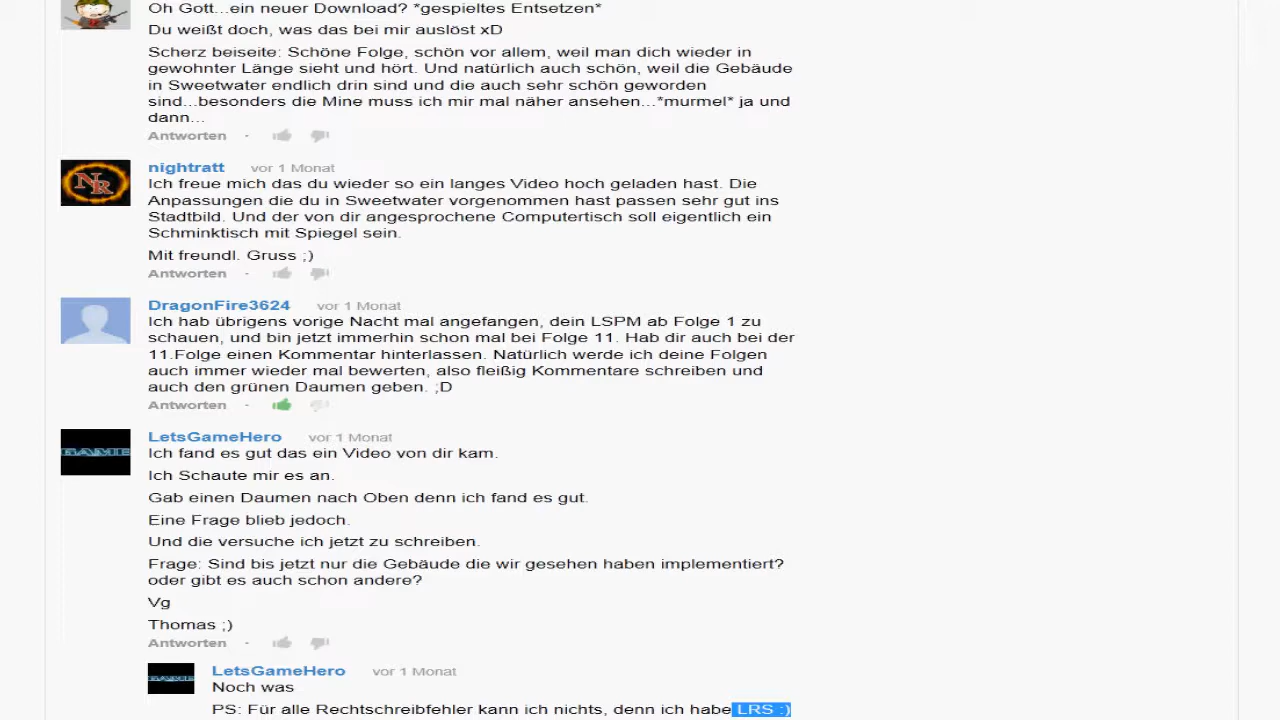 Oh Gott...ein neuer Download? *gespieltes Entsetzen*
Du weißt doch, was das bei mir auslöst xD
Scherz beiseite: Schöne Folge, schön vor allem, weil man dich wieder in
gewohnter Länge sieht und hört. Und natürlich auch schön, weil die Gebäude
in Sweetwater endlich drin sind und die auch sehr schön geworden
sind...besonders die Mine muss ich mir mal näher ansehen...*murmel* ja und
dann...
Antworten ·
nightratt vor 1 Monat
NR
Ich freue mich das du wieder so ein langes Video hoch geladen hast. Die
Anpassungen die du in Sweetwater vorgenommen hast passen sehr gut ins
Stadtbild. Und der von dir angesprochene Computertisch soll eigentlich ein
Schminktisch mit Spiegel sein.
Mit freundl. Gruss ;)
Antworten ·
DragonFire3624 vor 1 Monat
Ich hab übrigens vorige Nacht mal angefangen, dein LSPM ab Folge 1 zu
schauen, und bin jetzt immerhin schon mal bei Folge 11. Hab dir auch bei der
11.Folge einen Kommentar hinterlassen. Natürlich werde ich deine Folgen
auch immer wieder mal bewerten, also fleißig Kommentare schreiben und
auch den grünen Daumen geben. ;D
Antworten ·
LetsGameHero vor 1 Monat
GAME
Ich fand es gut das ein Video von dir kam.
Ich Schaute mir es an.
Gab einen Daumen nach Oben denn ich fand es gut.
Eine Frage blieb jedoch.
Und die versuche ich jetzt zu schreiben.
Frage: Sind bis jetzt nur die Gebäude die wir gesehen haben implementiert?
oder gibt es auch schon andere?
Vg
Thomas ;)
Antworten ·
LetsGameHero vor 1 Monat
GAME
Noch was
PS: Für alle Rechtschreibfehler kann ich nichts, denn ich habe LRS :)